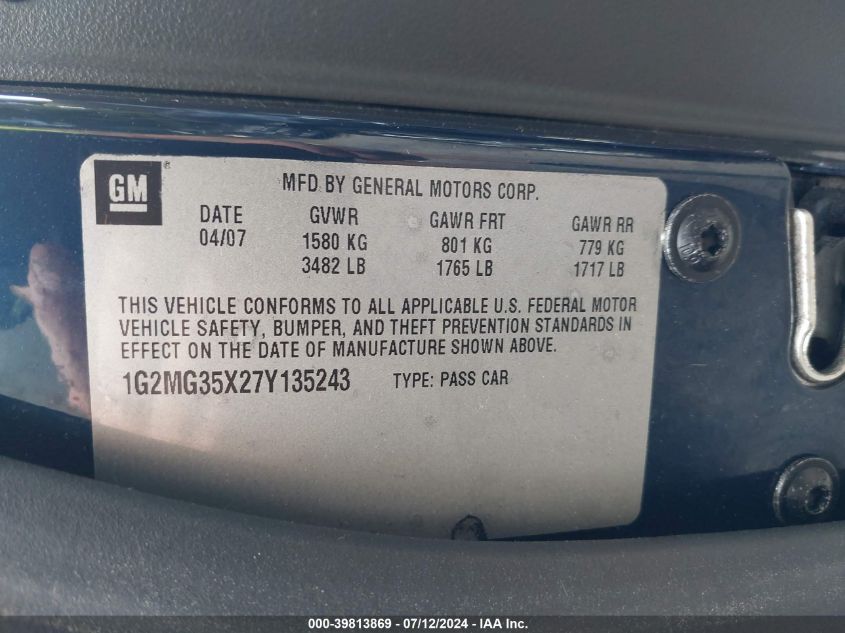 GM
MFD BY GENERAL MOTORS CORP.
DATE GVWR GAWR FRT GAWR RR
04/07 1580 KG 801 KG 779 KG
3482 LB 1765 LB 1717 LB
THIS VEHICLE CONFORMS TO ALL APPLICABLE U.S. FEDERAL MOTOR
VEHICLE SAFETY, BUMPER, AND THEFT PREVENTION STANDARDS IN
EFFECT ON THE DATE OF MANUFACTURE SHOWN ABOVE.
1G2MG35X27Y135243 TYPE: PASS CAR
000-39813869 - 07/12/2024 - IAA Inc.